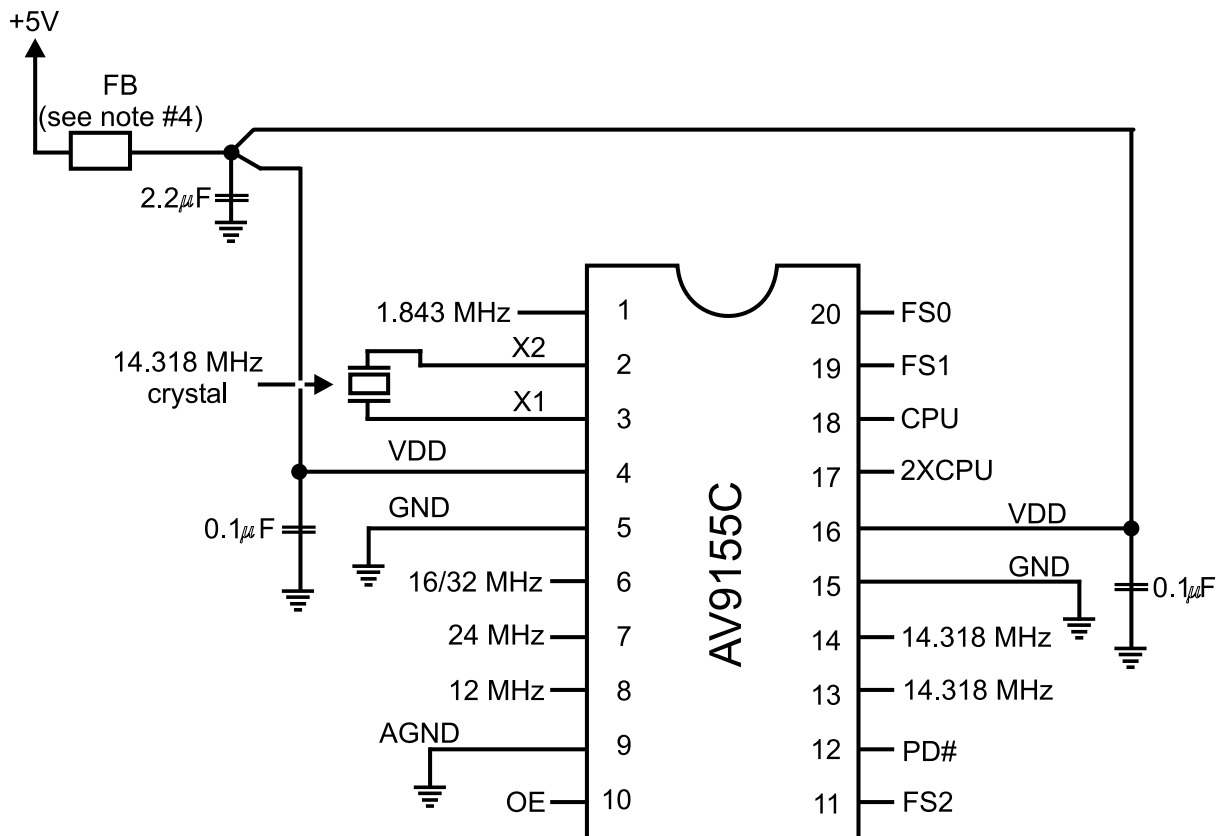 +5V
FB
(see note #4)
2.2µF
1.843 MHz
1
20
FS0
14.318 MHz
crystal
X2
2
19
FS1
X1
3
18
CPU
VDD
4
17
2XCPU
0.1µF
GND
5
16
VDD
16/32 MHz
6
15
GND
0.1µF
24 MHz
7
14
14.318 MHz
12 MHz
8
13
14.318 MHz
AGND
9
12
PD#
OE
10
11
FS2
AV9155C